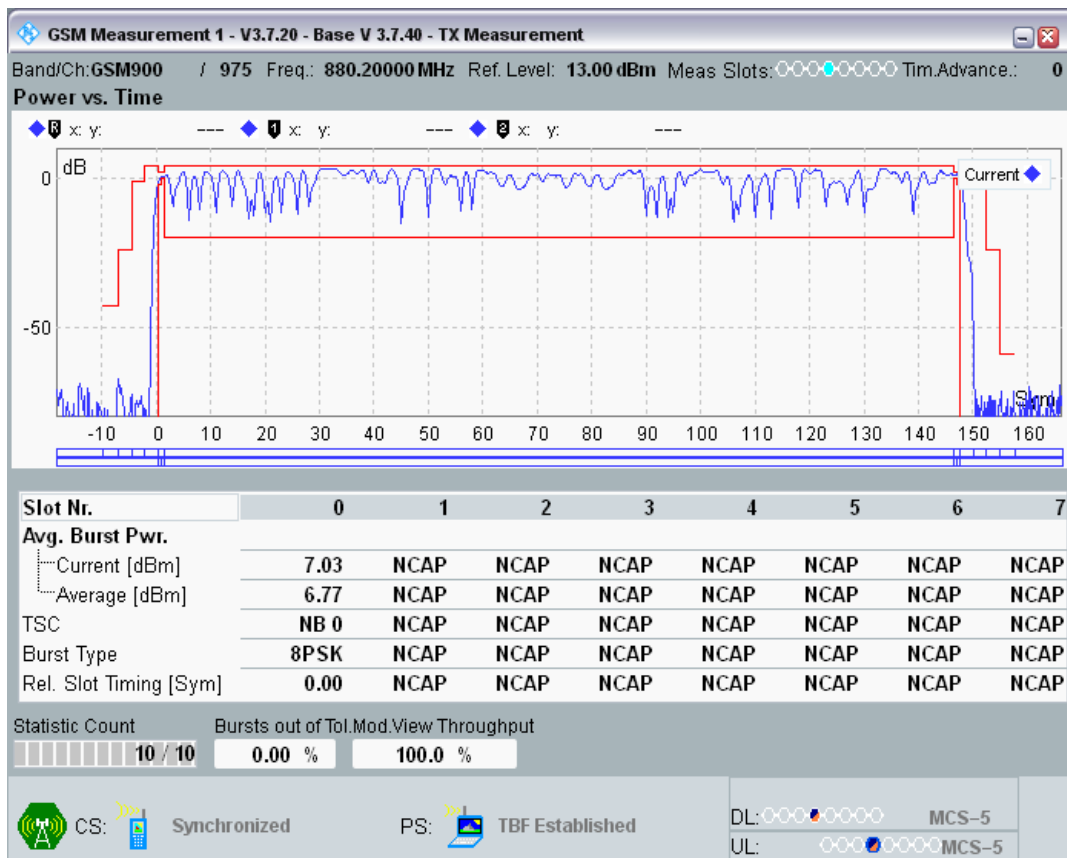 GSM Measurement 1 - V3.7.20 - Base V 3.7.40 - TX Measurement
Band/Ch:GSM900 / 975 Freq.: 880.20000 MHz Ref. Level: 13.00 dBm Meas Slots: Tim.Advance.: 0
Power vs. Time
R x: y: --- 1 x: y: --- 2 x: y: ---
dB
Current
0
-50
Sym
-10 0 10 20 30 40 50 60 70 80 90 100 110 120 130 140 150 160
Slot Nr. 0 1 2 3 4 5 6 7
Avg. Burst Pwr.
Current [dBm] 7.03 NCAP NCAP NCAP NCAP NCAP NCAP NCAP
Average [dBm] 6.77 NCAP NCAP NCAP NCAP NCAP NCAP NCAP
TSC NB 0 NCAP NCAP NCAP NCAP NCAP NCAP NCAP
Burst Type 8PSK NCAP NCAP NCAP NCAP NCAP NCAP NCAP
Rel. Slot Timing [Sym] 0.00 NCAP NCAP NCAP NCAP NCAP NCAP NCAP
Statistic Count Bursts out of Tol. Mod.View Throughput
10 / 10 0.00 % 100.0 %
CS: Synchronized PS: TBF Established
DL: MCS-5
UL: MCS-5